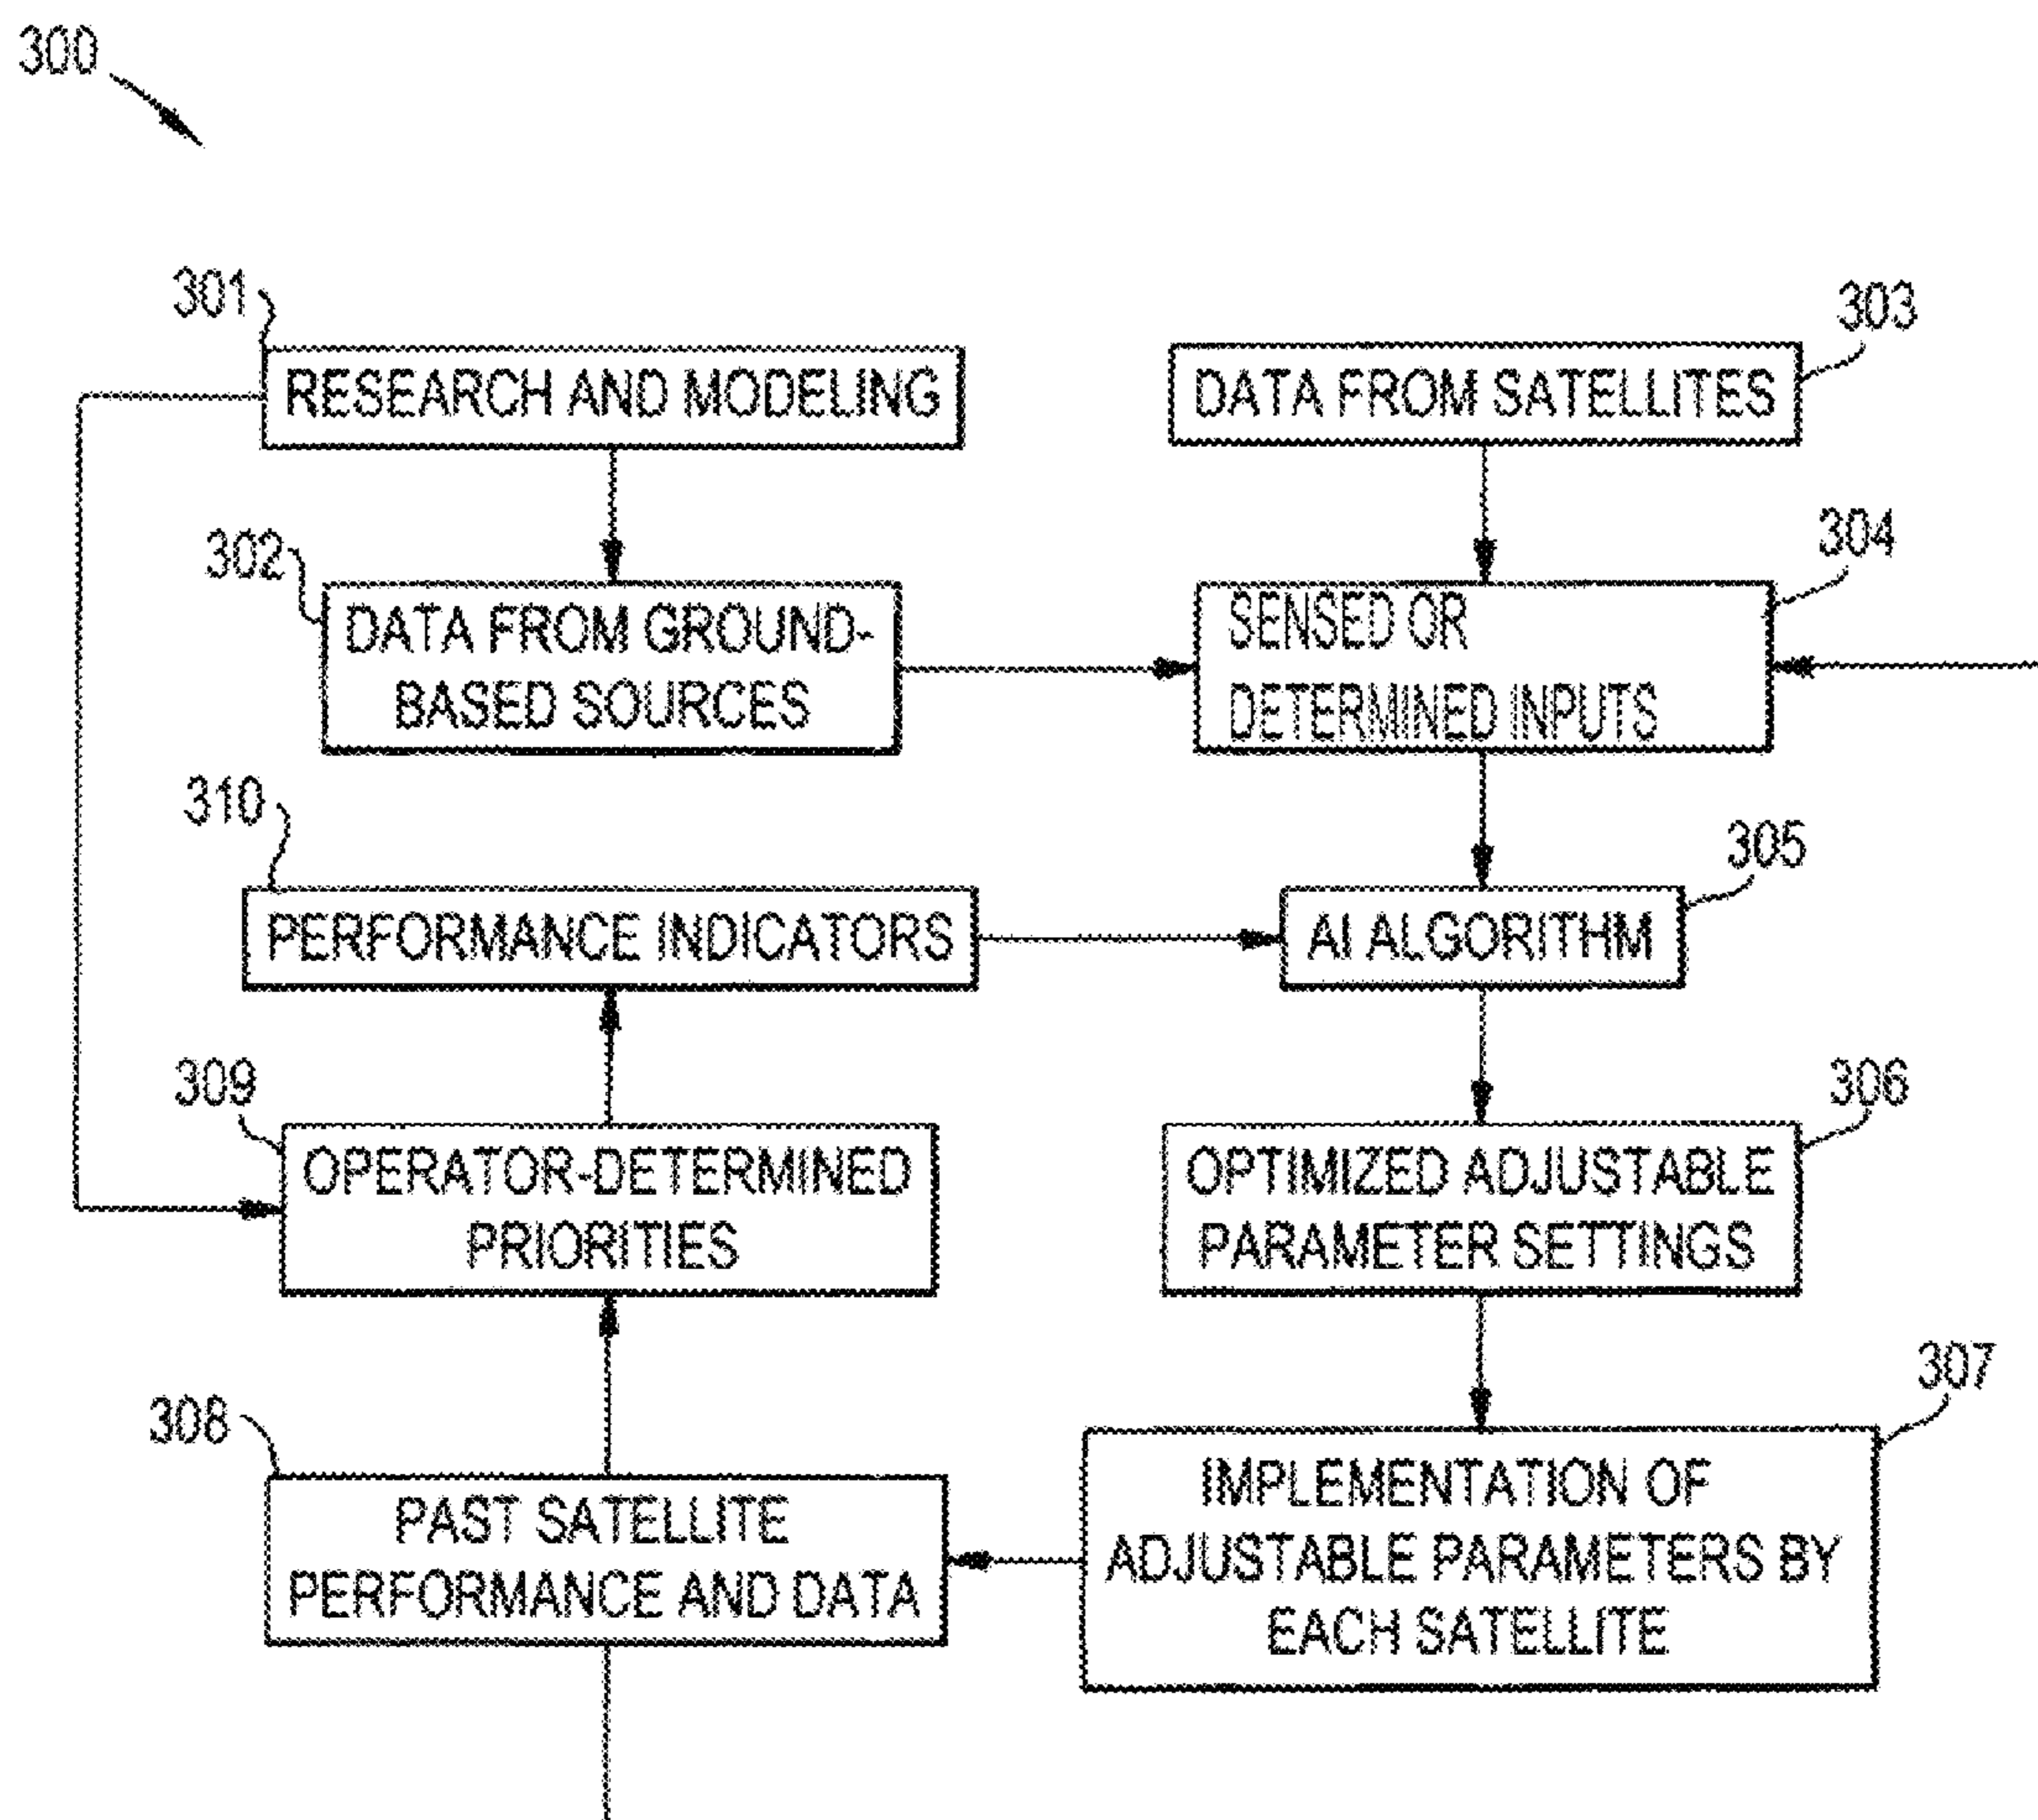 300
301
RESEARCH AND MODELING
303
DATA FROM SATELLITES
302
DATA FROM GROUND-
BASED SOURCES
304
SENSED OR
DETERMINED INPUTS
310
PERFORMANCE INDICATORS
305
AI ALGORITHM
309
OPERATOR-DETERMINED
PRIORITIES
306
OPTIMIZED ADJUSTABLE
PARAMETER SETTINGS
308
PAST SATELLITE
PERFORMANCE AND DATA
307
IMPLEMENTATION OF
ADJUSTABLE PARAMETERS BY
EACH SATELLITE